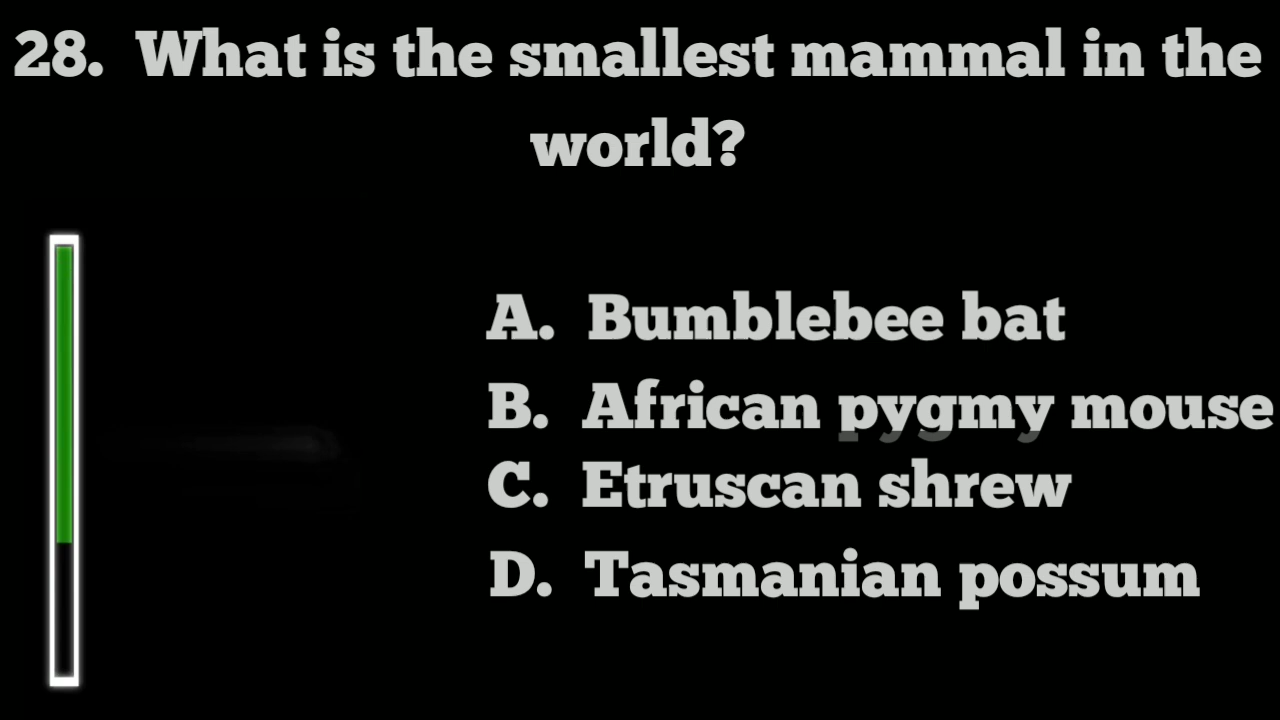 28. What is the smallest mammal in the
world?
A. Bumblebee bat
B. African pygmy mouse
C. Etruscan shrew
D. Tasmanian possum